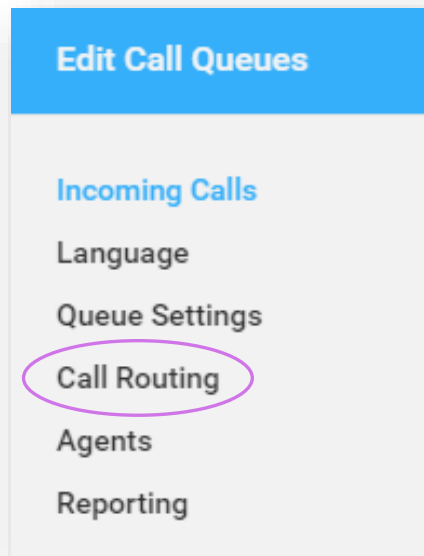 Edit Call Queues
Incoming Calls
Language
Queue Settings
Call Routing
Agents
Reporting